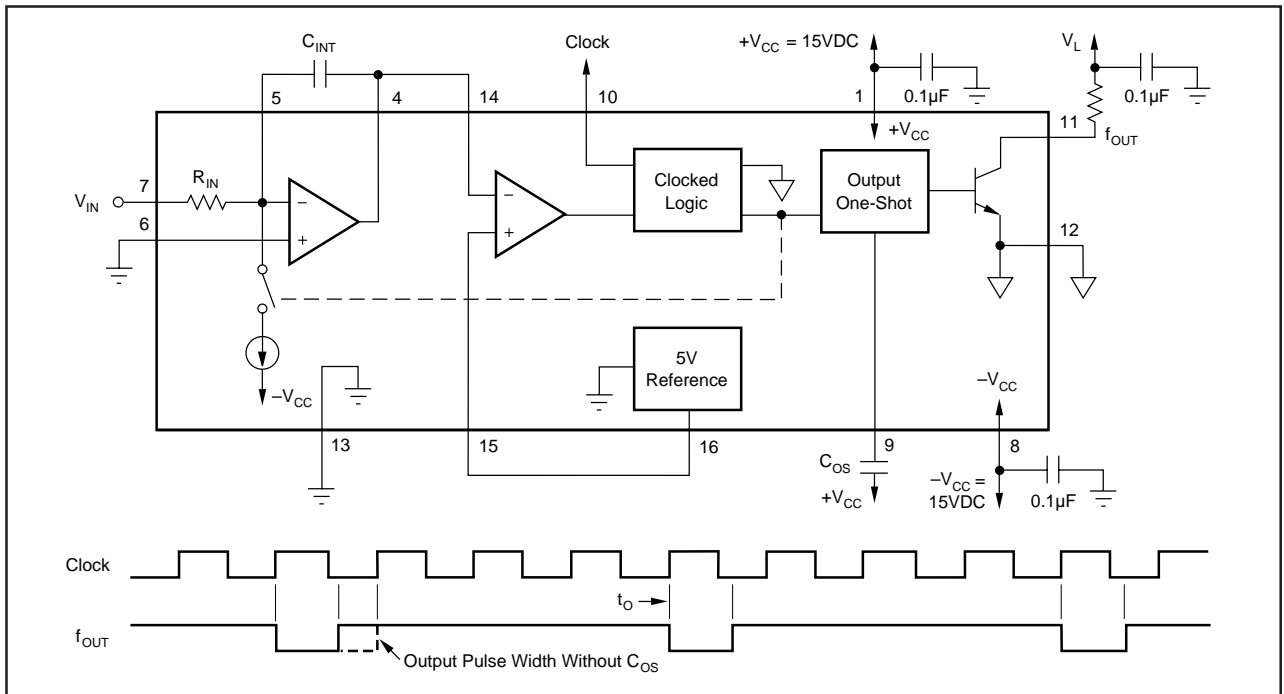 C_INT
Clock
+V_CC = 15VDC
V_L
5
4
14
10
1
0.1µF
0.1µF
11
+V_CC
f_OUT
7
R_IN
V_IN
–
Clocked
Logic
Output
One-Shot
–
6
+
+
12
5V
Reference
–V_CC
–V_CC
13
15
16
9
8
C_OS
+V_CC
–V_CC =
15VDC
0.1µF
Clock
t_O
f_OUT
Output Pulse Width Without C_OS